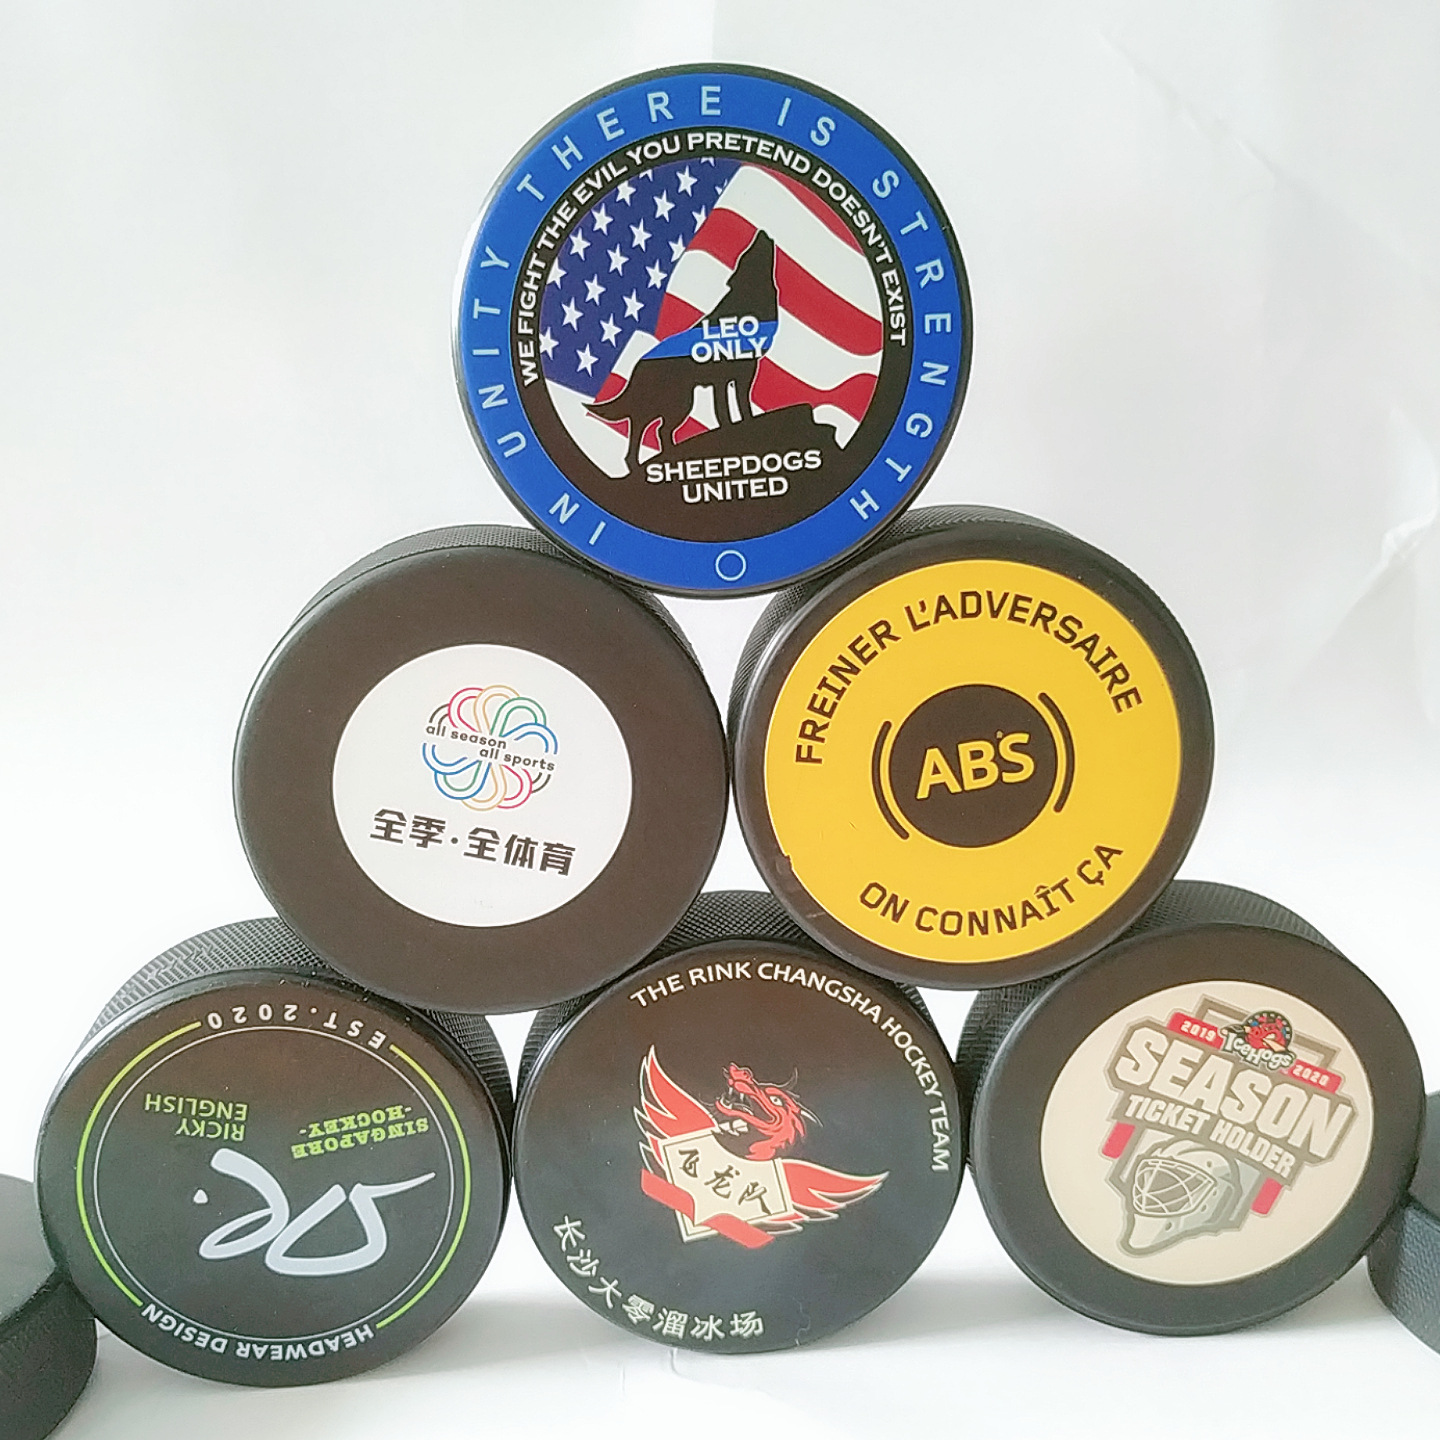 IN UNITY THERE IS STRENGTH
WE FIGHT THE EVIL YOU PRETEND DOESN'T EXIST
LEO
ONLY
SHEEPDOGS
UNITED
all season
all sports
全季·全体育
FREINER L'ADVERSAIRE
ABS
ON CONNAÎT ÇA
EST.2020
RICKY
ENGLISH
SINGAPORE
-HOCKEY-
HEADWEAR DESIGN
THE RINK CHANGSHA HOCKEY TEAM
飞龙队
长沙大零溜冰场
2019
IceHogs
2020
SEASON
TICKET HOLDER